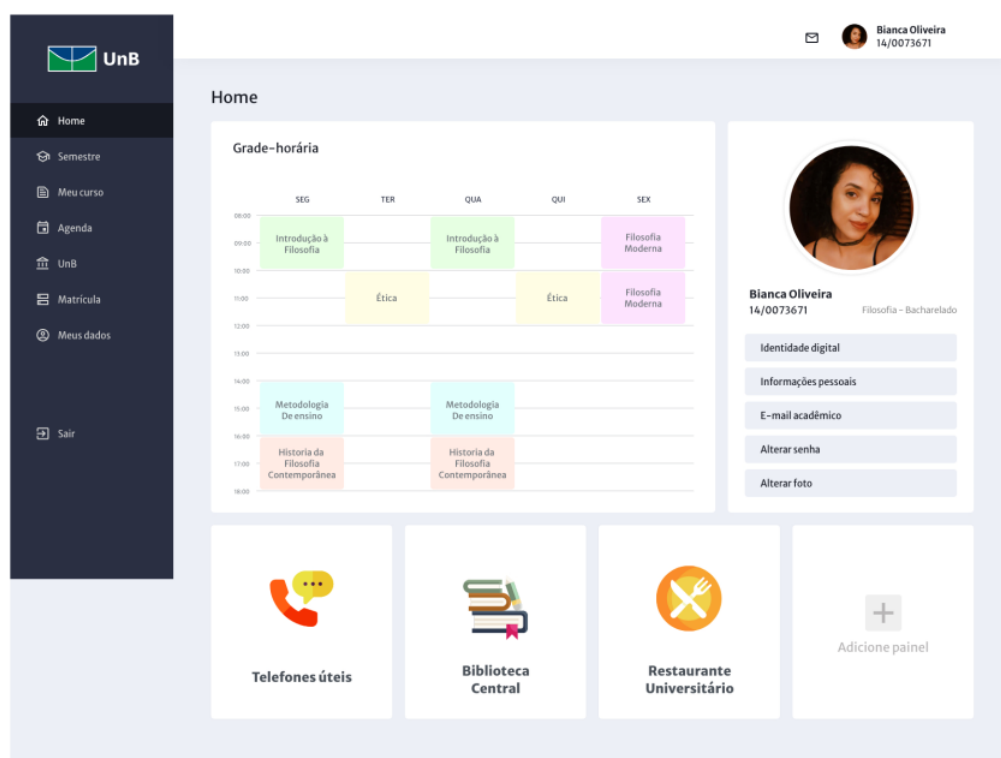 UnB
Bianca Oliveira
14/0073671
Home
Semestre
Meu curso
Agenda
UnB
Matrícula
Meus dados
Sair
Home
Grade-horária
SEG TER QUA QUI SEX
08:00
09:00
10:00
11:00
12:00
13:00
14:00
15:00
16:00
17:00
18:00
Introdução à
Filosofia
Introdução à
Filosofia
Filosofia
Moderna
Ética
Ética
Filosofia
Moderna
Metodologia
De ensino
Metodologia
De ensino
Historia da
Filosofia
Contemporânea
Historia da
Filosofia
Contemporânea
Bianca Oliveira
14/0073671
Filosofia - Bacharelado
Identidade digital
Informações pessoais
E-mail acadêmico
Alterar senha
Alterar foto
Telefones úteis
Biblioteca
Central
Restaurante
Universitário
Adicione painel